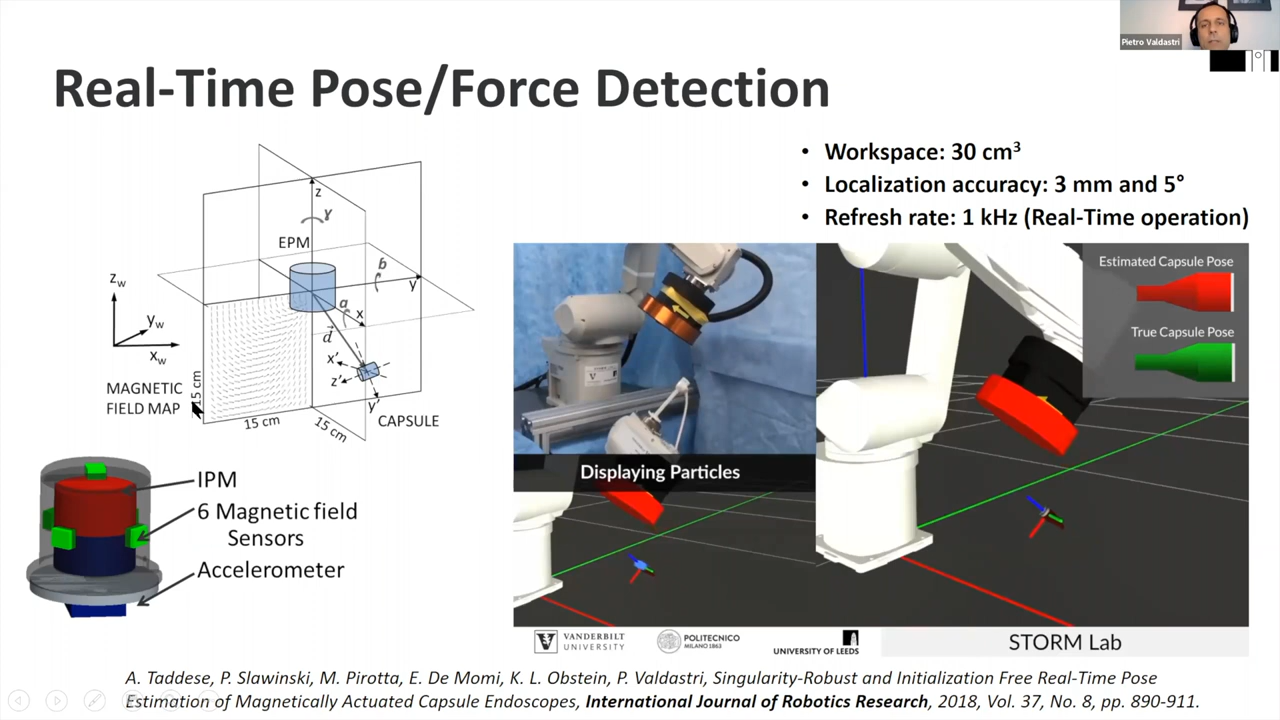 Pietro Valdastri
Real-Time Pose/Force Detection
• Workspace: 30 cm³
• Localization accuracy: 3 mm and 5°
• Refresh rate: 1 kHz (Real-Time operation)
z
γ
EPM
b
y
a
x
d
x'
z'
y'
CAPSULE
z_w
y_w
x_w
MAGNETIC
FIELD MAP
15 cm
15 cm
15 cm
IPM
6 Magnetic field
Sensors
Accelerometer
Displaying Particles
Estimated Capsule Pose
True Capsule Pose
VANDERBILT
UNIVERSITY
POLITECNICO
MILANO 1863
UNIVERSITY OF LEEDS
STORM Lab
A. Taddese, P. Slawinski, M. Pirotta, E. De Momi, K. L. Obstein, P. Valdastri, Singularity-Robust and Initialization Free Real-Time Pose
Estimation of Magnetically Actuated Capsule Endoscopes, International Journal of Robotics Research, 2018, Vol. 37, No. 8, pp. 890-911.